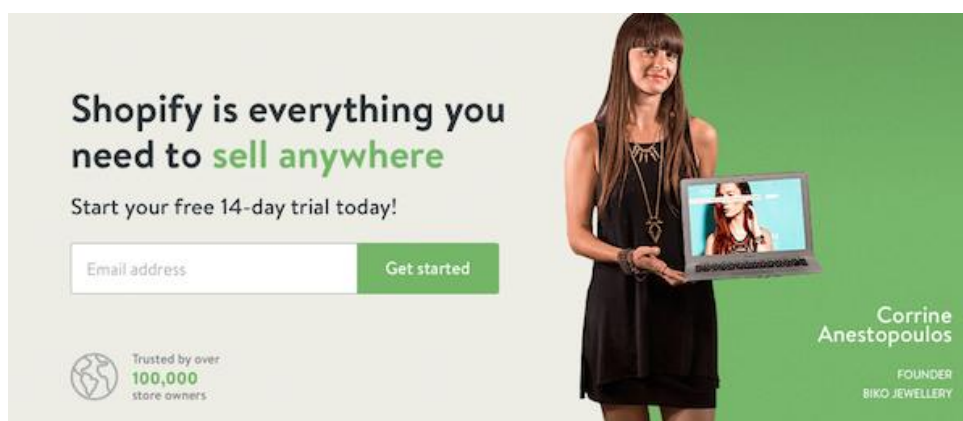 Shopify is everything you
need to sell anywhere
Start your free 14-day trial today!
Email address
Get started
Trusted by over
100,000
store owners
Corrine
Anestopoulos
FOUNDER
BIKO JEWELLERY